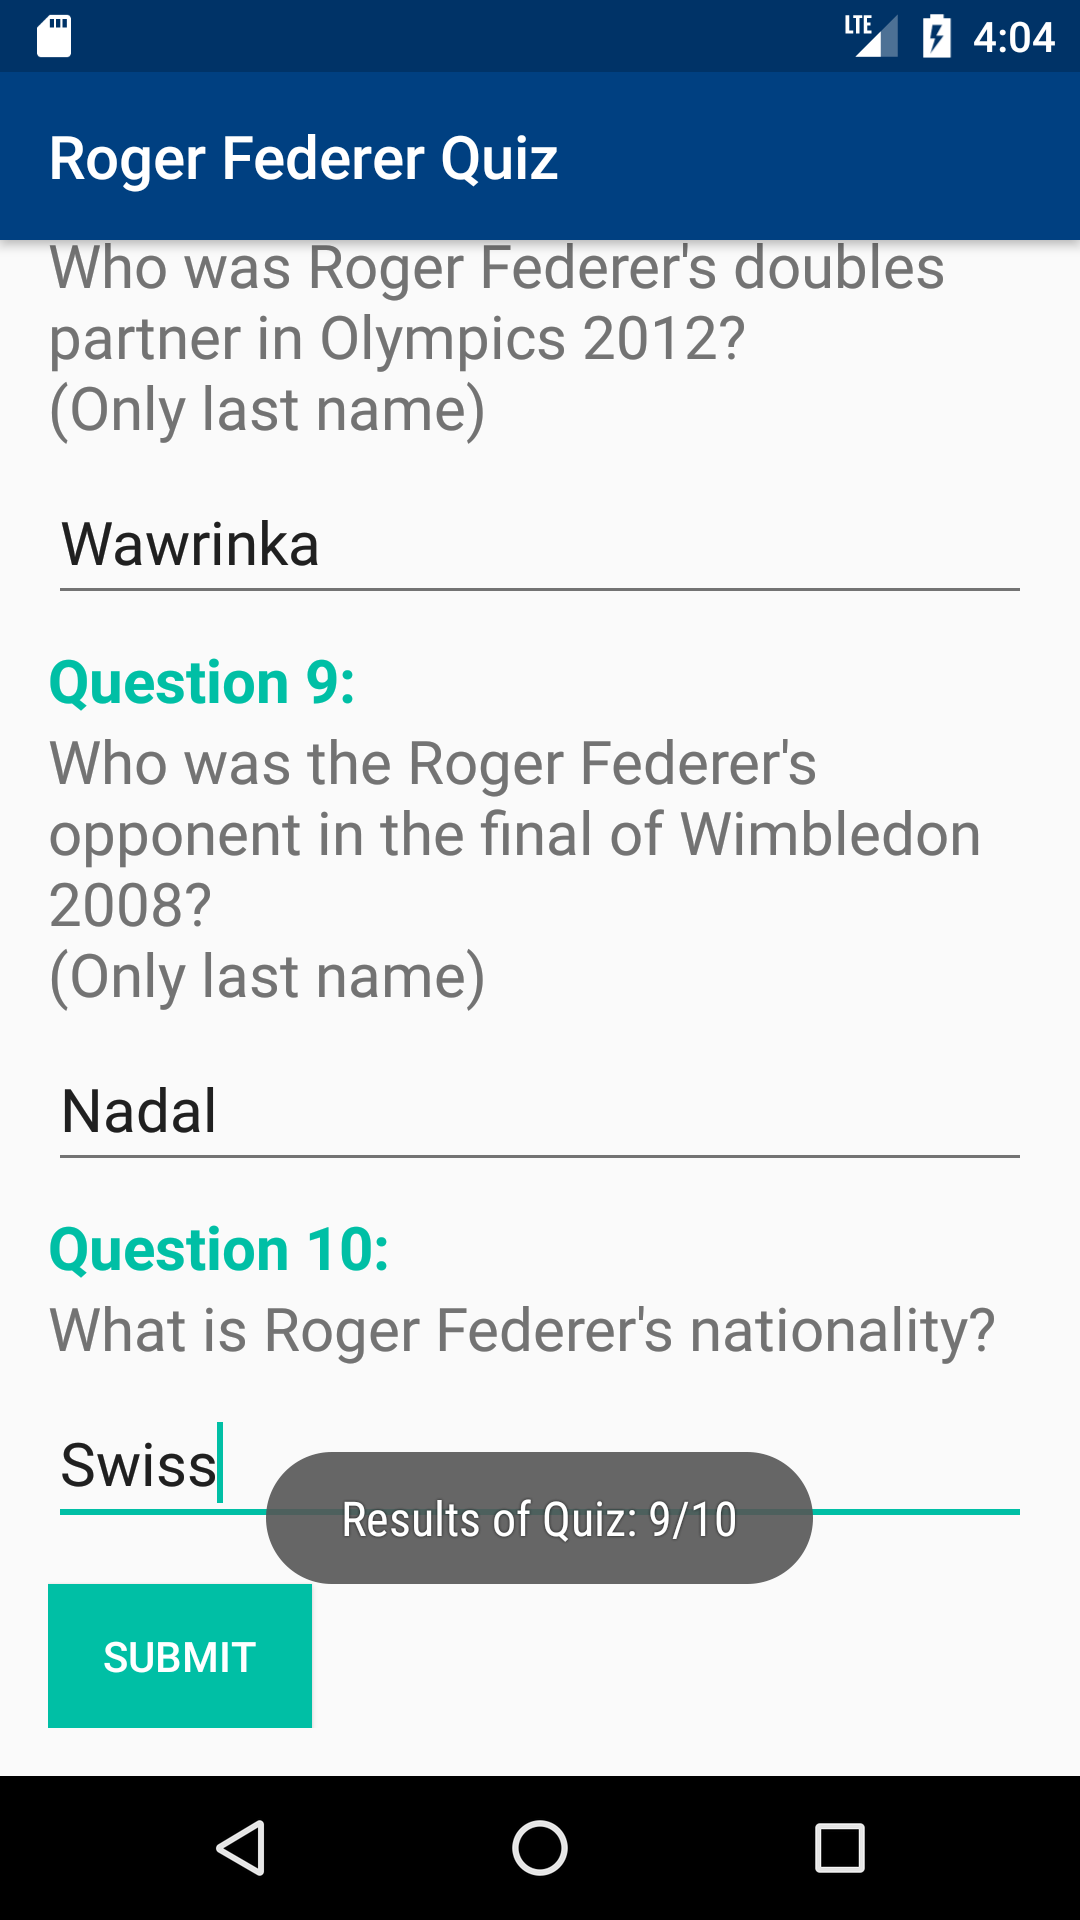 LTE 4:04
Roger Federer Quiz
Who was Roger Federer's doubles
partner in Olympics 2012?
(Only last name)
Wawrinka
Question 9:
Who was the Roger Federer's
opponent in the final of Wimbledon
2008?
(Only last name)
Nadal
Question 10:
What is Roger Federer's nationality?
Swiss
Results of Quiz: 9/10
SUBMIT